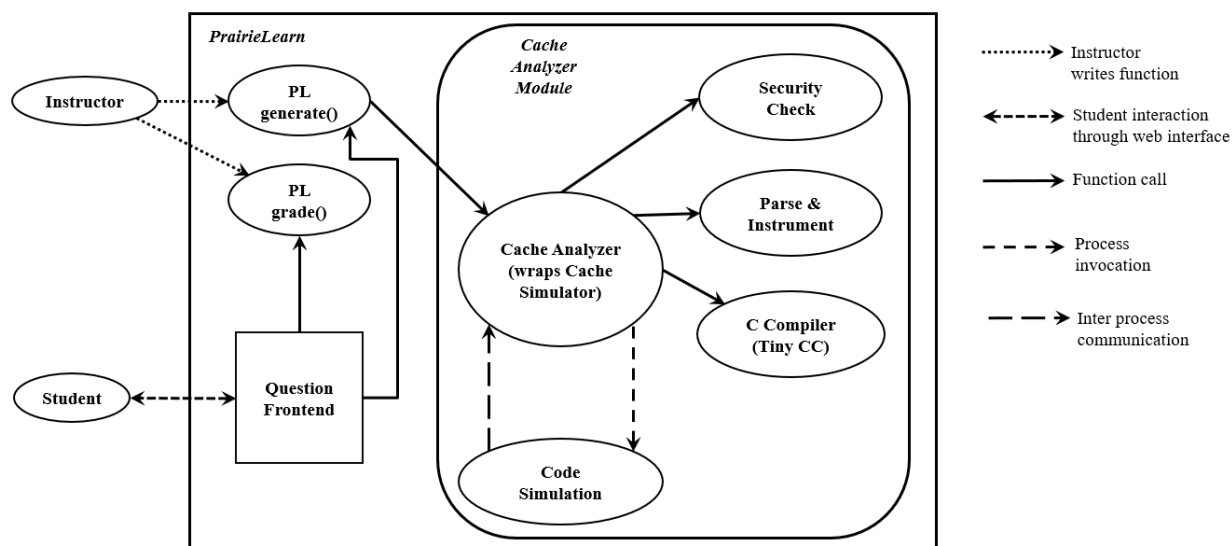 PrairieLearn
Cache
Analyzer
Module
Instructor
PL
generate()
PL
grade()
Security
Check
Parse &
Instrument
Cache Analyzer
(wraps Cache
Simulator)
C Compiler
(Tiny CC)
Student
Question
Frontend
Code
Simulation
Instructor
writes function
Student interaction
through web interface
Function call
Process
invocation
Inter process
communication